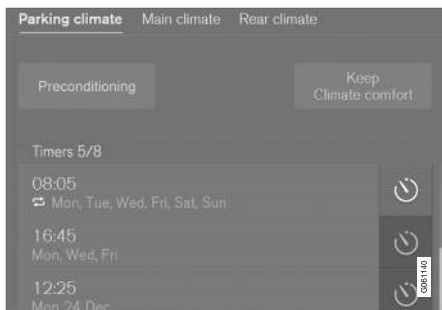 Parking climate Main climate Rear climate
Preconditioning
Keep
Climate comfort
Timers 5/8
08:05
Mon, Tue, Wed, Fri, Sat, Sun
16:45
Mon, Wed, Fri
12:25
Mon 24 Dec
G061140